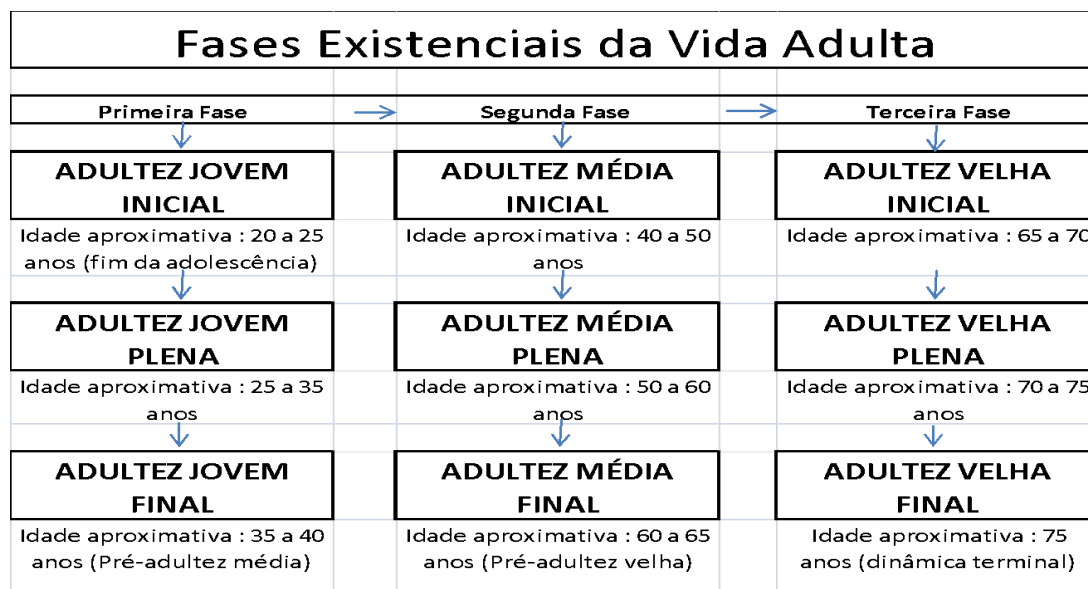 Fases Existenciais da Vida Adulta
Primeira Fase
Segunda Fase
Terceira Fase
ADULTEZ JOVEM
INICIAL
ADULTEZ MÉDIA
INICIAL
ADULTEZ VELHA
INICIAL
Idade aproximativa : 20 a 25
anos (fim da adolescência)
Idade aproximativa : 40 a 50
anos
Idade aproximativa : 65 a 70
ADULTEZ JOVEM
PLENA
ADULTEZ MÉDIA
PLENA
ADULTEZ VELHA
PLENA
Idade aproximativa : 25 a 35
anos
Idade aproximativa : 50 a 60
anos
Idade aproximativa : 70 a 75
anos
ADULTEZ JOVEM
FINAL
ADULTEZ MÉDIA
FINAL
ADULTEZ VELHA
FINAL
Idade aproximativa : 35 a 40
anos (Pré-adultez média)
Idade aproximativa : 60 a 65
anos (Pré-adultez velha)
Idade aproximativa : 75
anos (dinâmica terminal)